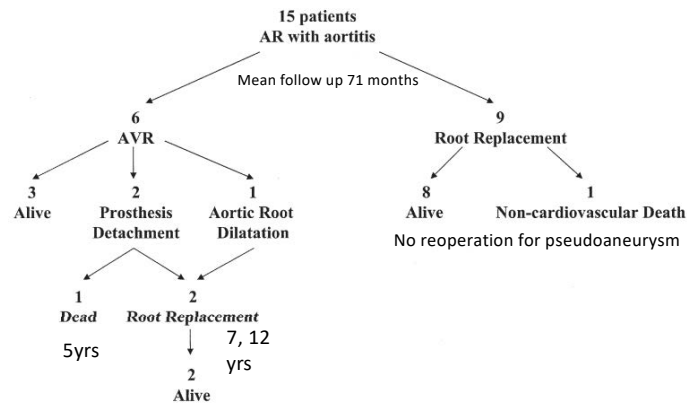 15 patients
AR with aortitis
Mean follow up 71 months
6
AVR
9
Root Replacement
3
Alive
2
Prosthesis
Detachment
1
Aortic Root
Dilatation
8
Alive
1
Non-cardiovascular Death
No reoperation for pseudoaneurysm
1
Dead
5yrs
2
Root Replacement
7, 12
yrs
2
Alive